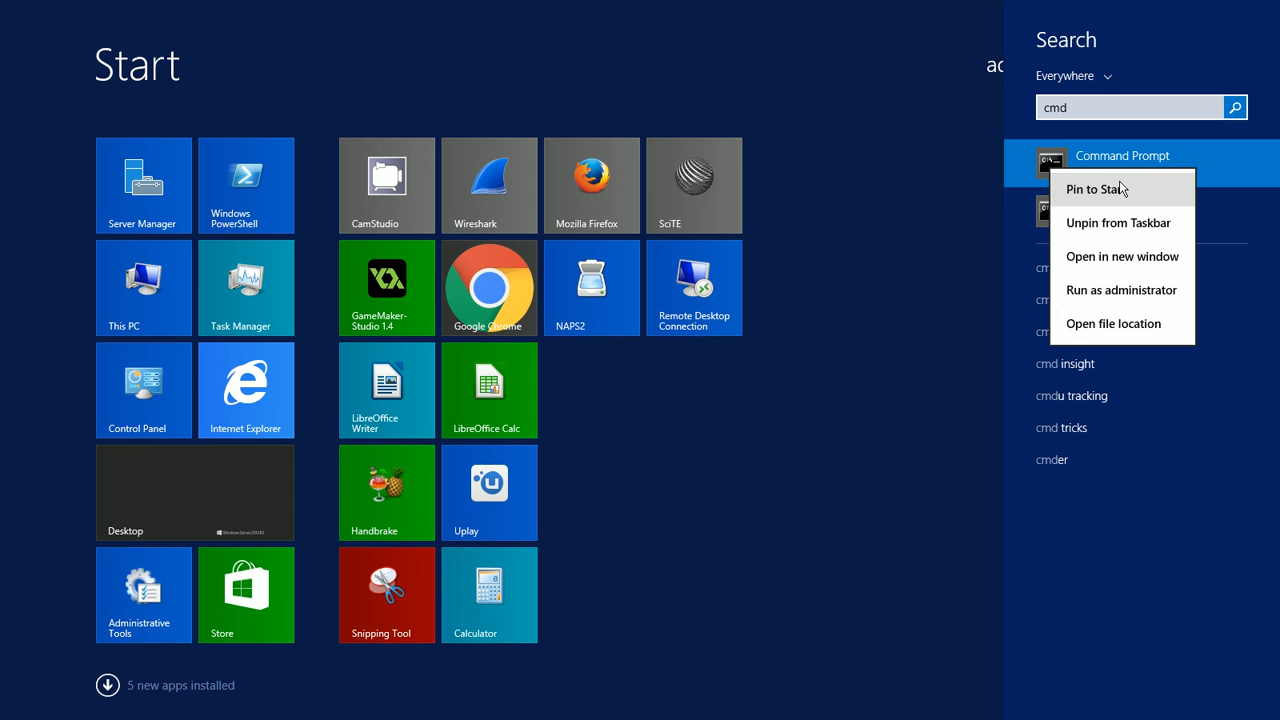 Start
Server Manager
Windows
PowerShell
CamStudio
Wireshark
Mozilla Firefox
SciTE
This PC
Task Manager
GameMaker-
Studio 1.4
Google Chrome
NAPS2
Remote Desktop
Connection
Control Panel
Internet Explorer
LibreOffice
Writer
LibreOffice Calc
Desktop
Handbrake
Uplay
Administrative
Tools
Store
Snipping Tool
Calculator
5 new apps installed
Search
Everywhere
cmd
Command Prompt
Pin to Start
Unpin from Taskbar
Open in new window
Run as administrator
Open file location
cmd insight
cmdu tracking
cmd tricks
cmder